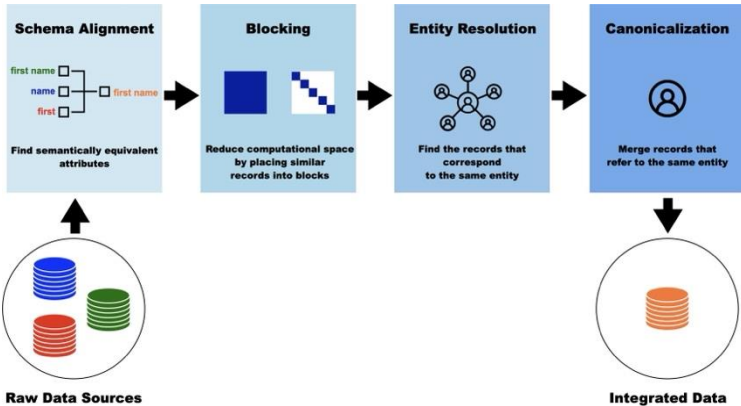 Schema Alignment
first name
name
first
first name
Find semantically equivalent
attributes
Blocking
Reduce computational space
by placing similar
records into blocks
Entity Resolution
Find the records that
correspond
to the same entity
Canonicalization
Merge records that
refer to the same entity
Raw Data Sources
Integrated Data